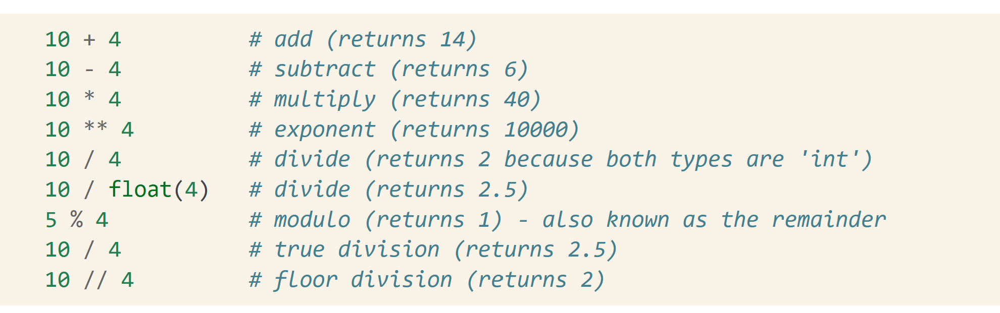 10 + 4          # add (returns 14)
10 - 4          # subtract (returns 6)
10 * 4          # multiply (returns 40)
10 ** 4         # exponent (returns 10000)
10 / 4          # divide (returns 2 because both types are 'int')
10 / float(4)   # divide (returns 2.5)
5 % 4           # modulo (returns 1) - also known as the remainder
10 / 4          # true division (returns 2.5)
10 // 4         # floor division (returns 2)